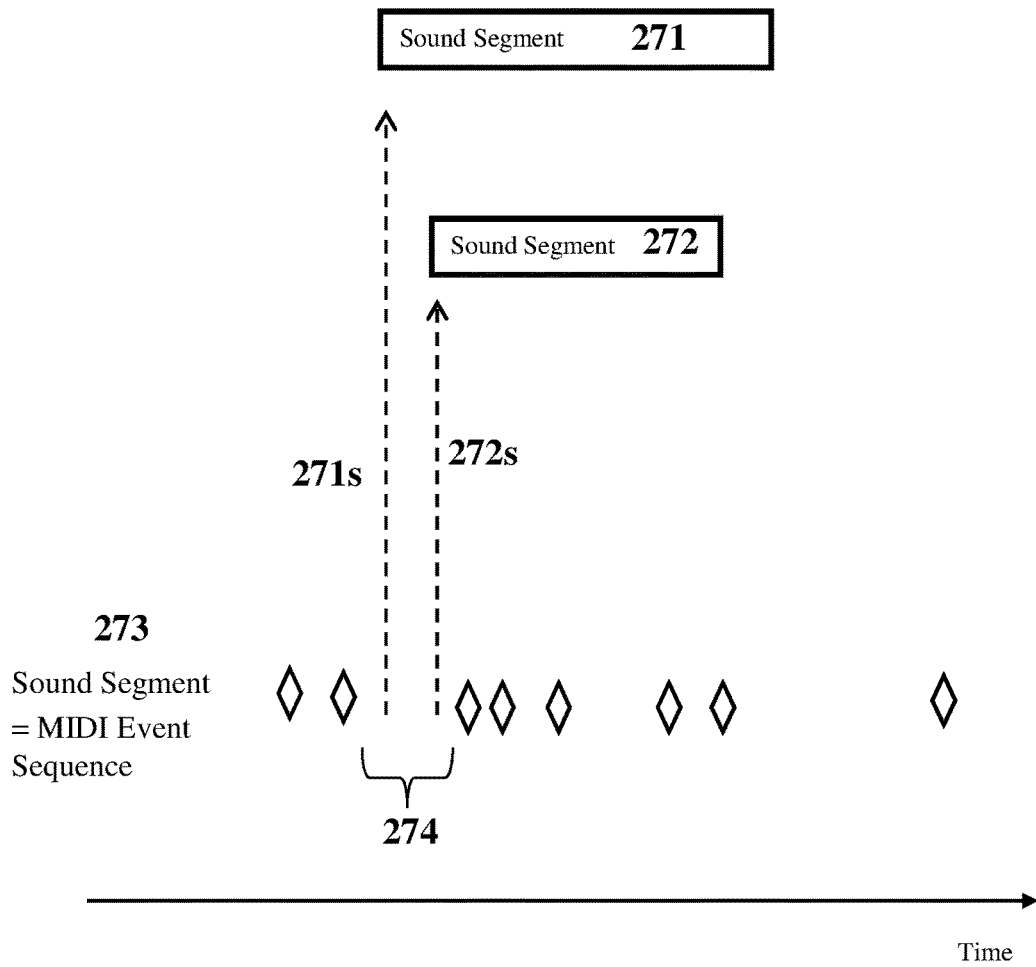 Sound Segment 271
Sound Segment 272
271s
272s
273
Sound Segment
= MIDI Event
Sequence
274
Time